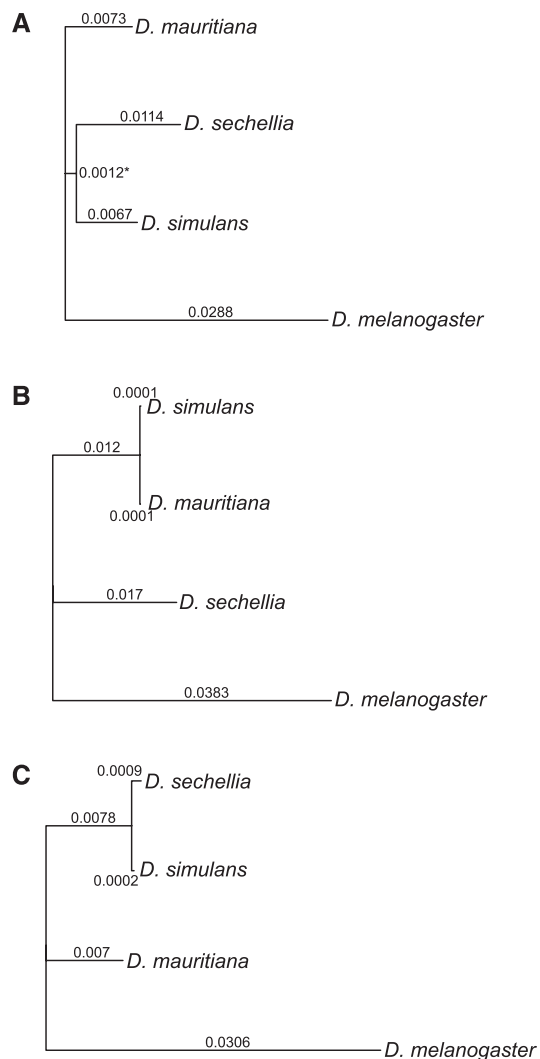 A
0.0073
D. mauritiana
0.0114
D. sechellia
0.0012*
0.0067
D. simulans
0.0288
D. melanogaster
B
0.0001
D. simulans
0.012
D. mauritiana
0.0001
0.017
D. sechellia
0.0383
D. melanogaster
C
0.0009
D. sechellia
0.0078
D. simulans
0.0002
0.007
D. mauritiana
0.0306
D. melanogaster